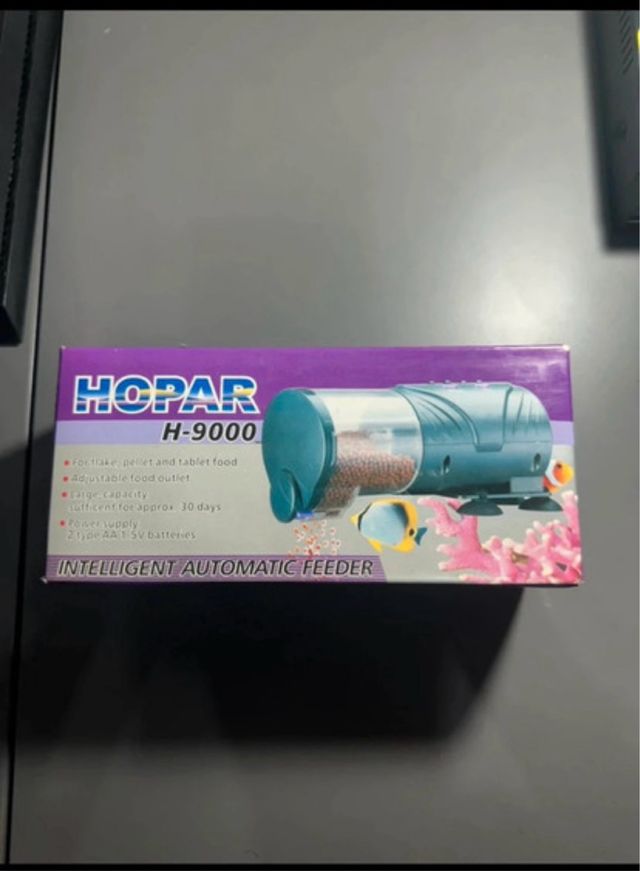 HOPAR
H-9000
For flake, pellet and tablet food
Adjustable food outlet
Large capacity
sufficent for approx. 30 days
Power supply
2 type AA 1.5V batteries
INTELLIGENT AUTOMATIC FEEDER